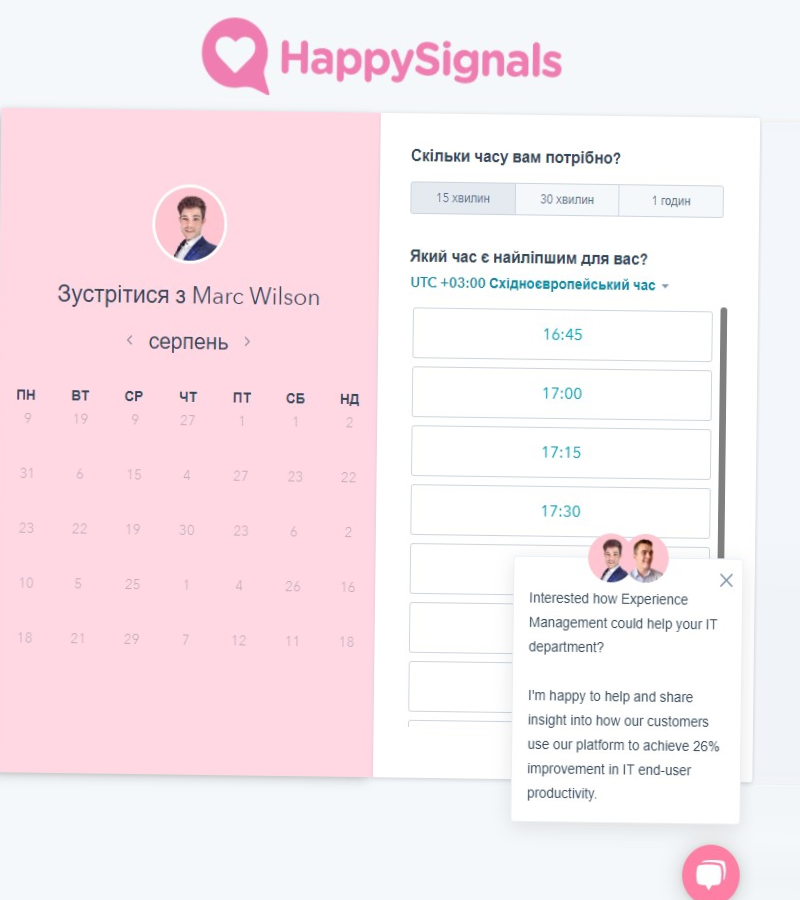 HappySignals
Зустрітися з Marc Wilson
серпень
ПН ВТ СР ЧТ ПТ СБ НД
9 19 9 27 1 1 2
31 6 15 4 27 23 22
23 22 19 30 23 6 2
10 5 25 1 4 26 16
18 21 29 7 12 11 18
Скільки часу вам потрібно?
15 хвилин 30 хвилин 1 годин
Який час є найліпшим для вас?
UTC +03:00 Східноєвропейський час
16:45
17:00
17:15
17:30
Interested how Experience
Management could help your IT
department?
I'm happy to help and share
insight into how our customers
use our platform to achieve 26%
improvement in IT end-user
productivity.